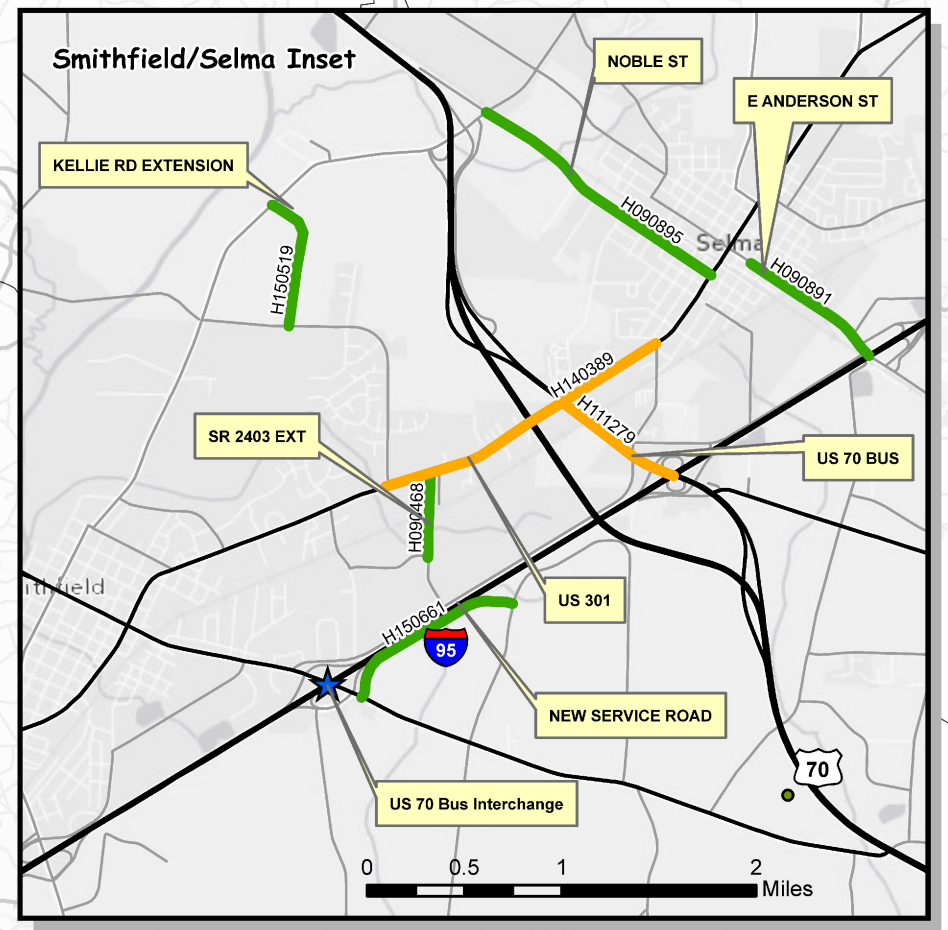 Smithfield/Selma Inset
NOBLE ST
E ANDERSON ST
KELLIE RD EXTENSION
H090895
Selma
H150519
H090891
H140389
H111279
SR 2403 EXT
US 70 BUS
H090468
thfield
US 301
H150661
95
NEW SERVICE ROAD
70
US 70 Bus Interchange
0 0.5 1 2
Miles